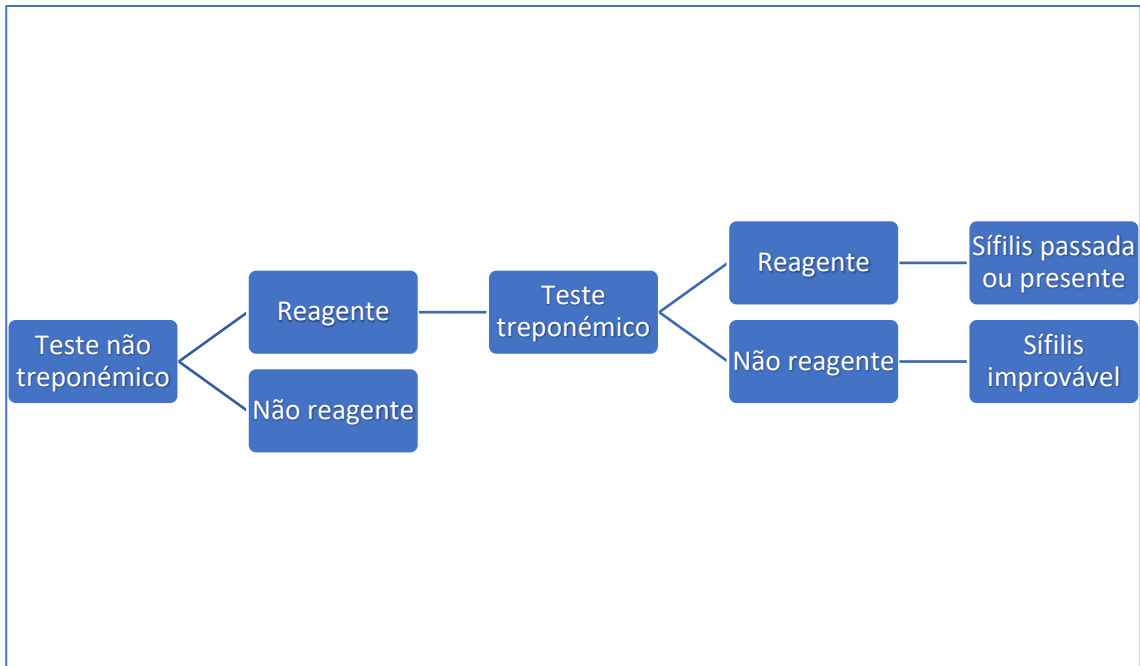 Teste não
treponémico
Reagente
Não reagente
Teste
treponémico
Reagente
Não reagente
Sífilis passada
ou presente
Sífilis
improvável